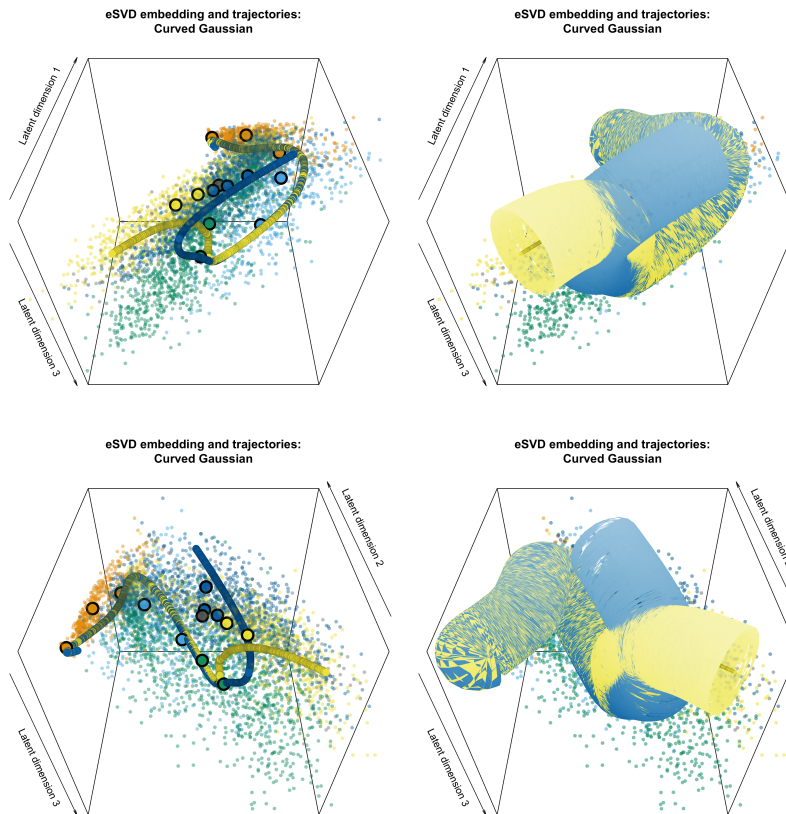 eSVD embedding and trajectories:
Curved Gaussian
Latent dimension 1
Latent dimension 3
eSVD embedding and trajectories:
Curved Gaussian
Latent dimension 1
Latent dimension 3
eSVD embedding and trajectories:
Curved Gaussian
Latent dimension 2
Latent dimension 3
eSVD embedding and trajectories:
Curved Gaussian
Latent dimension
Latent dimension 3